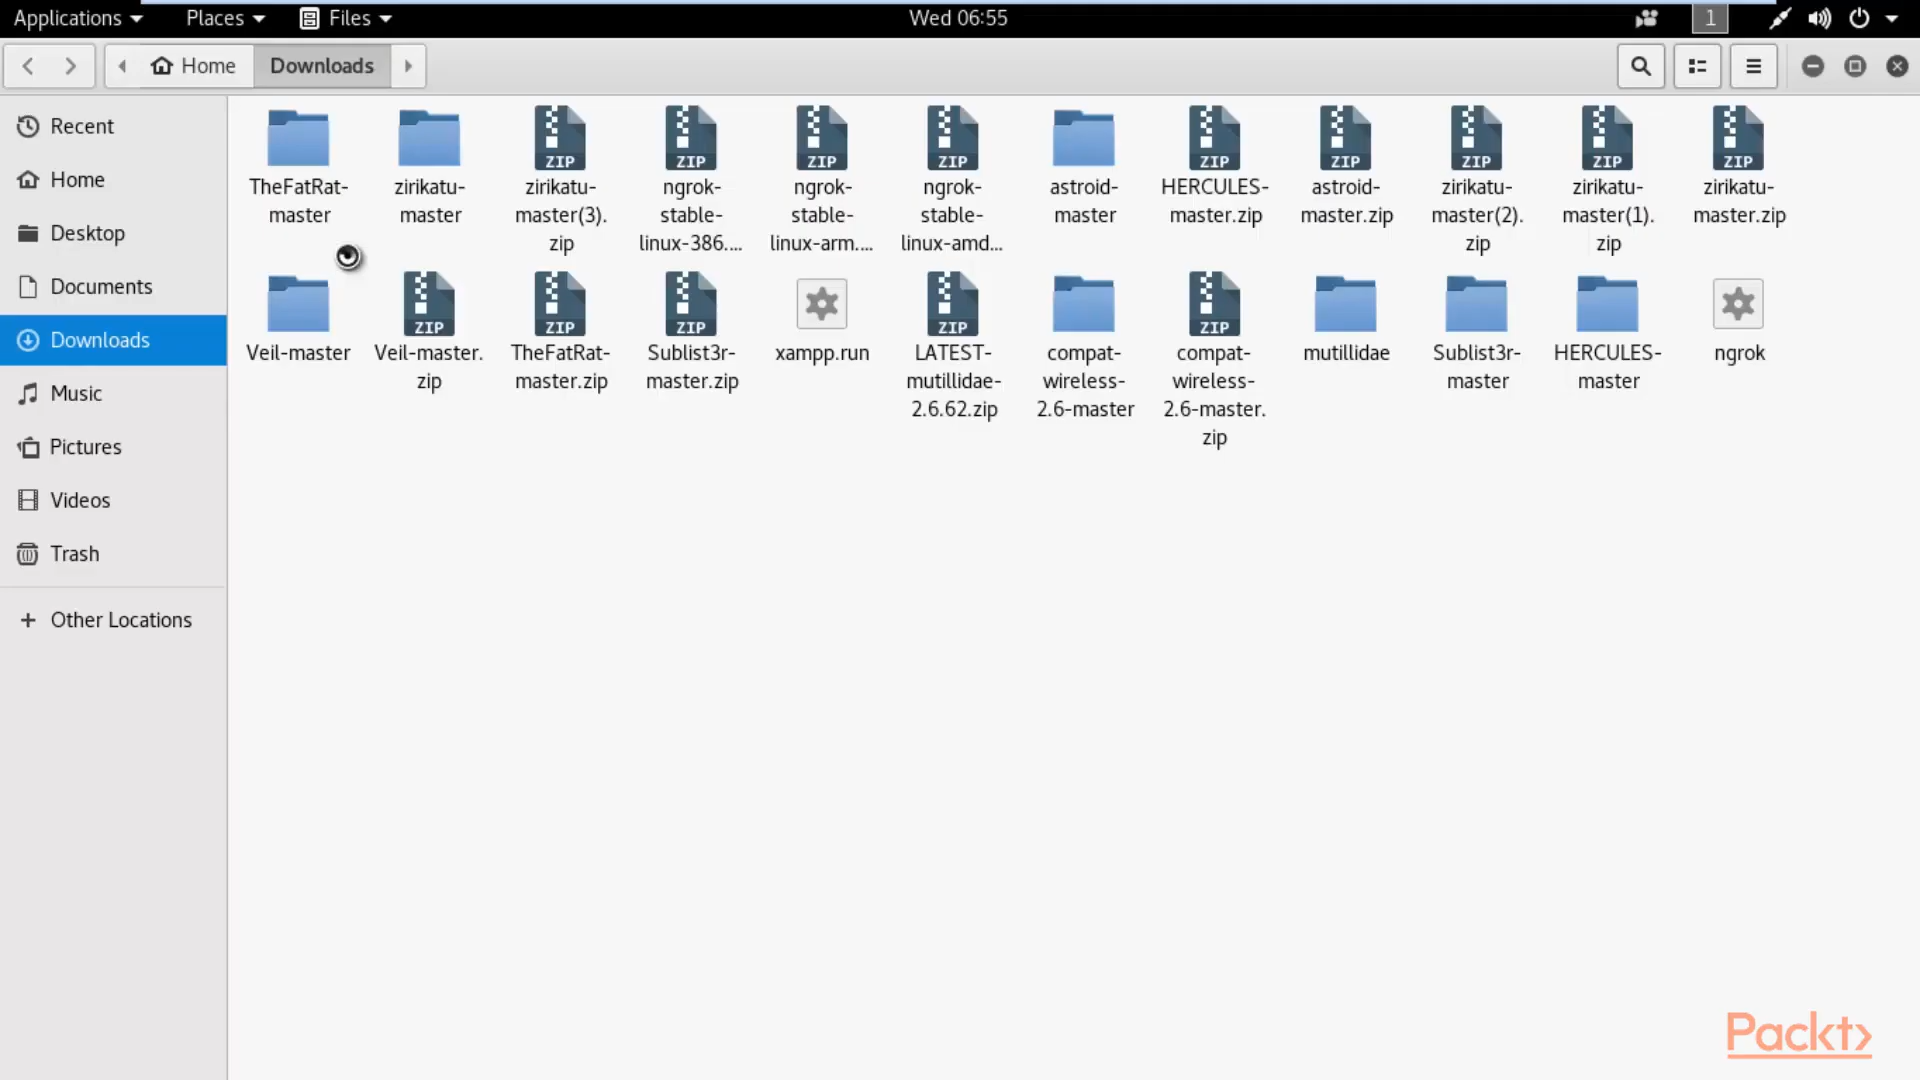 Applications Places Files Wed 06:55 1
Home Downloads
Recent
Home
Desktop
Documents
Downloads
Music
Pictures
Videos
Trash
Other Locations
TheFatRat-
master
zirikatu-
master
ZIP
zirikatu-
master(3).
zip
ZIP
ngrok-
stable-
linux-386....
ZIP
ngrok-
stable-
linux-arm....
ZIP
ngrok-
stable-
linux-amd...
astroid-
master
ZIP
HERCULES-
master.zip
ZIP
astroid-
master.zip
ZIP
zirikatu-
master(2).
zip
ZIP
zirikatu-
master(1).
zip
ZIP
zirikatu-
master.zip
Veil-master
ZIP
Veil-master.
zip
ZIP
TheFatRat-
master.zip
ZIP
Sublist3r-
master.zip
xampp.run
ZIP
LATEST-
mutillidae-
2.6.62.zip
compat-
wireless-
2.6-master
ZIP
compat-
wireless-
2.6-master.
zip
mutillidae
Sublist3r-
master
HERCULES-
master
ngrok
Packt